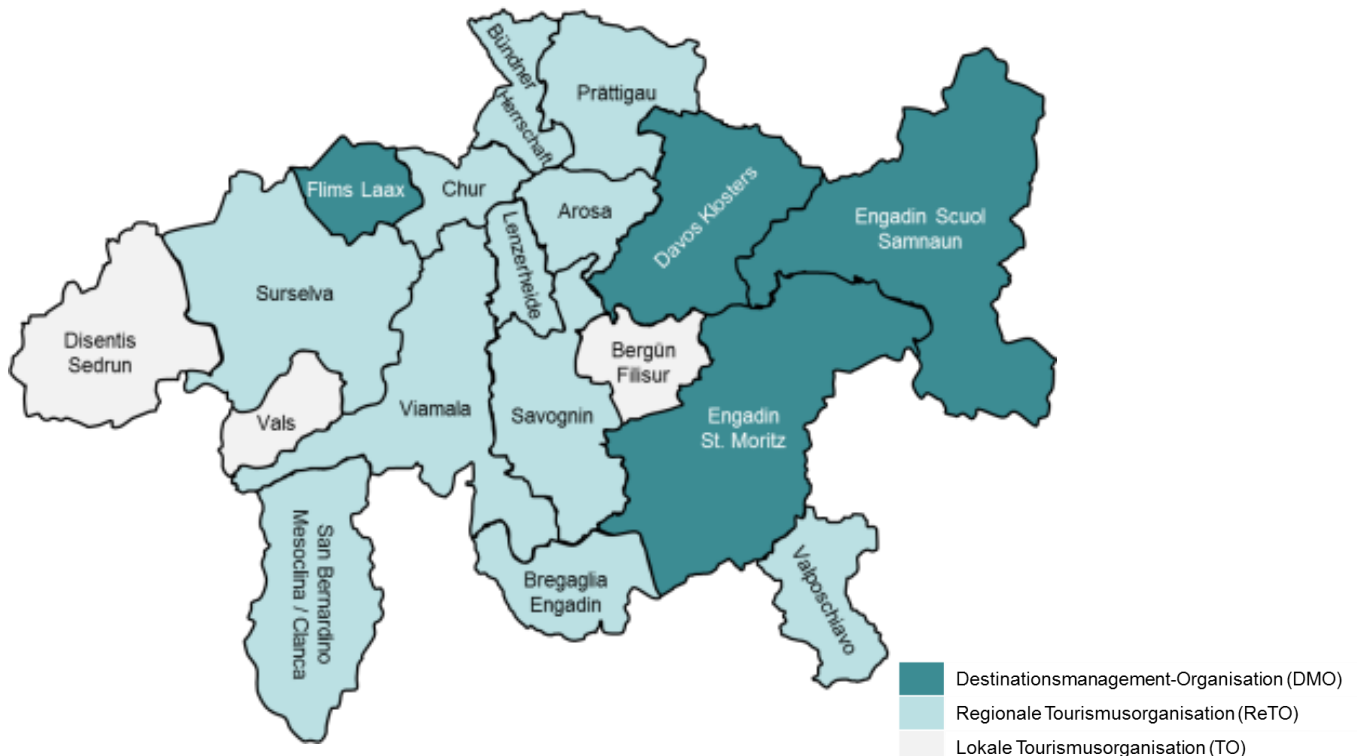 Bündner
Herrschaft
Prättigau
Flims Laax
Chur
Arosa
Davos Klosters
Engadin Scuol
Samnaun
Lenzerheide
Surselva
Disentis
Sedrun
Bergün
Filisur
Vals
Viamala
Savognin
Engadin
St. Moritz
San Bernardino
Mesoclina / Clanca
Bregaglia
Engadin
Valposchiavo
Destinationsmanagement-Organisation (DMO)
Regionale Tourismusorganisation (ReTO)
Lokale Tourismusorganisation (TO)